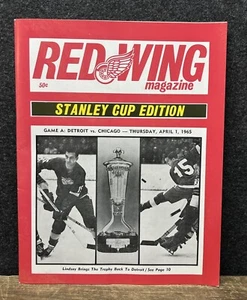 RED WING
magazine
50¢
STANLEY CUP EDITION
GAME A: DETROIT vs. CHICAGO — THURSDAY, APRIL 1, 1965
15
Lindsay Brings The Trophy Back To Detroit / See Page 10